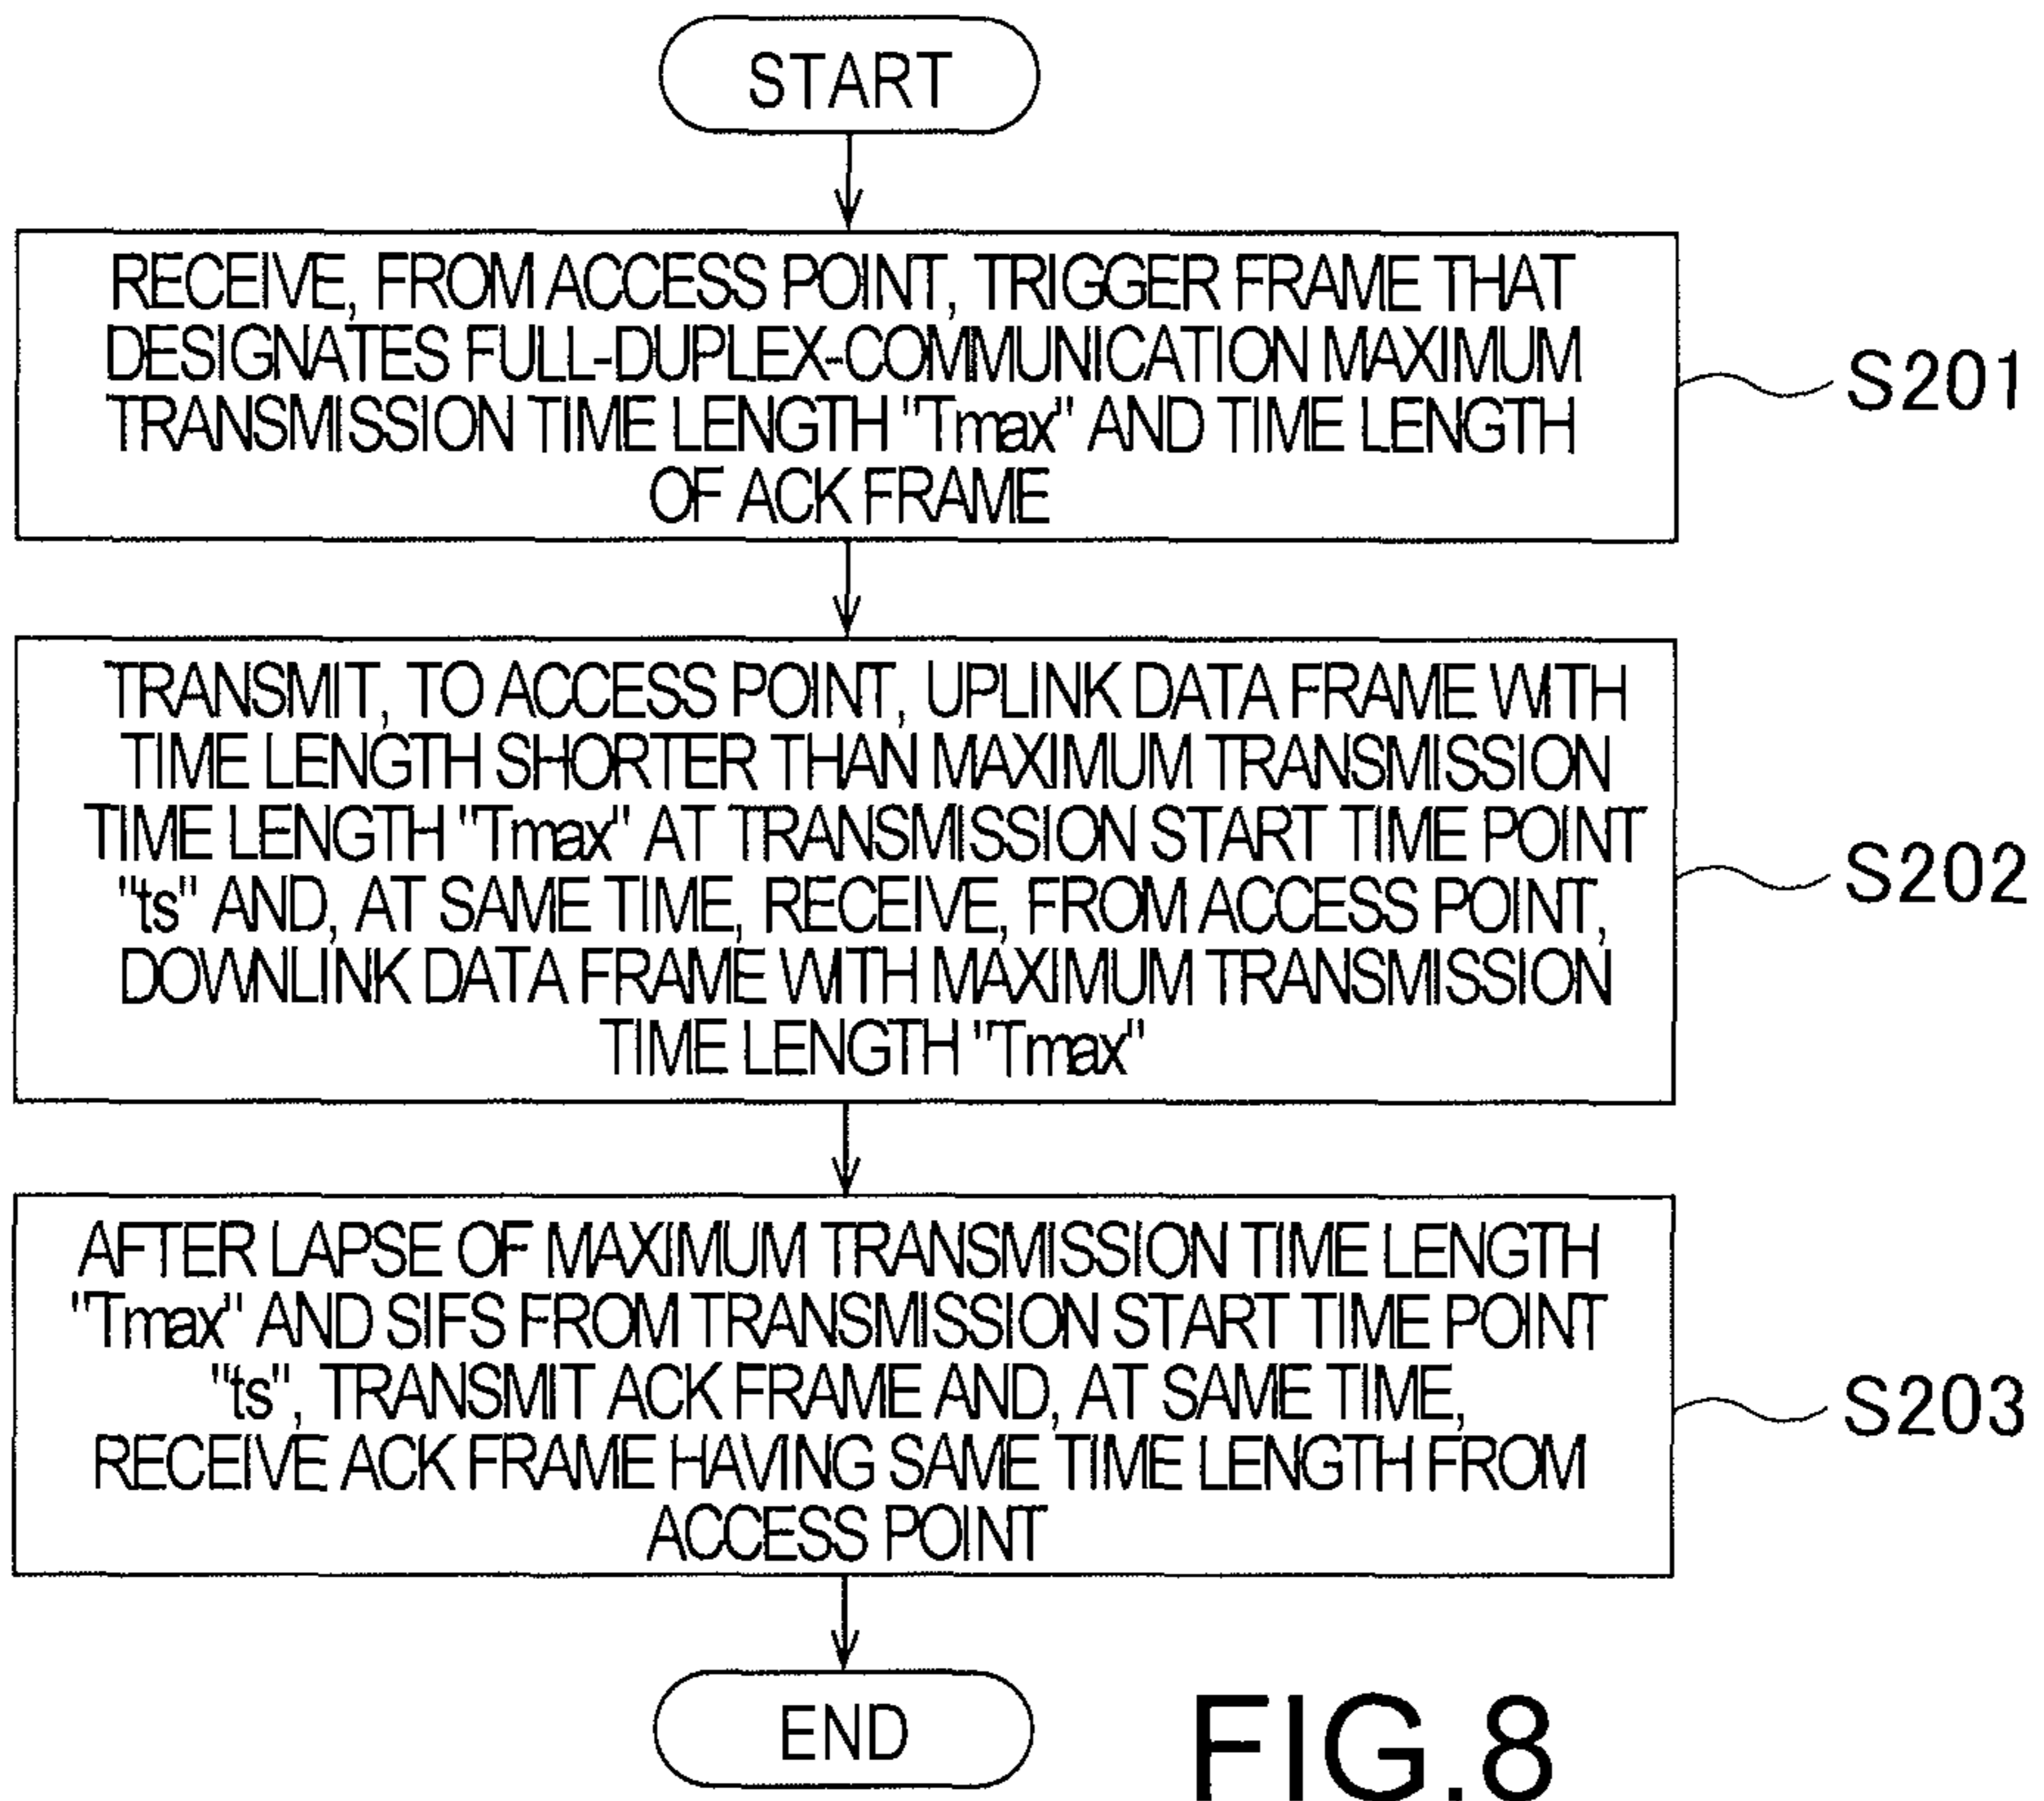 START
RECEIVE, FROM ACCESS POINT, TRIGGER FRAME THAT
DESIGNATES FULL-DUPLEX-COMMUNICATION MAXIMUM
TRANSMISSION TIME LENGTH "Tmax" AND TIME LENGTH
OF ACK FRAME
S201
TRANSMIT, TO ACCESS POINT, UPLINK DATA FRAME WITH
TIME LENGTH SHORTER THAN MAXIMUM TRANSMISSION
TIME LENGTH "Tmax" AT TRANSMISSION START TIME POINT
"ts" AND, AT SAME TIME, RECEIVE, FROM ACCESS POINT,
DOWNLINK DATA FRAME WITH MAXIMUM TRANSMISSION
TIME LENGTH "Tmax"
S202
AFTER LAPSE OF MAXIMUM TRANSMISSION TIME LENGTH
"Tmax" AND SIFS FROM TRANSMISSION START TIME POINT
"ts", TRANSMIT ACK FRAME AND, AT SAME TIME,
RECEIVE ACK FRAME HAVING SAME TIME LENGTH FROM
ACCESS POINT
S203
END
FIG.8